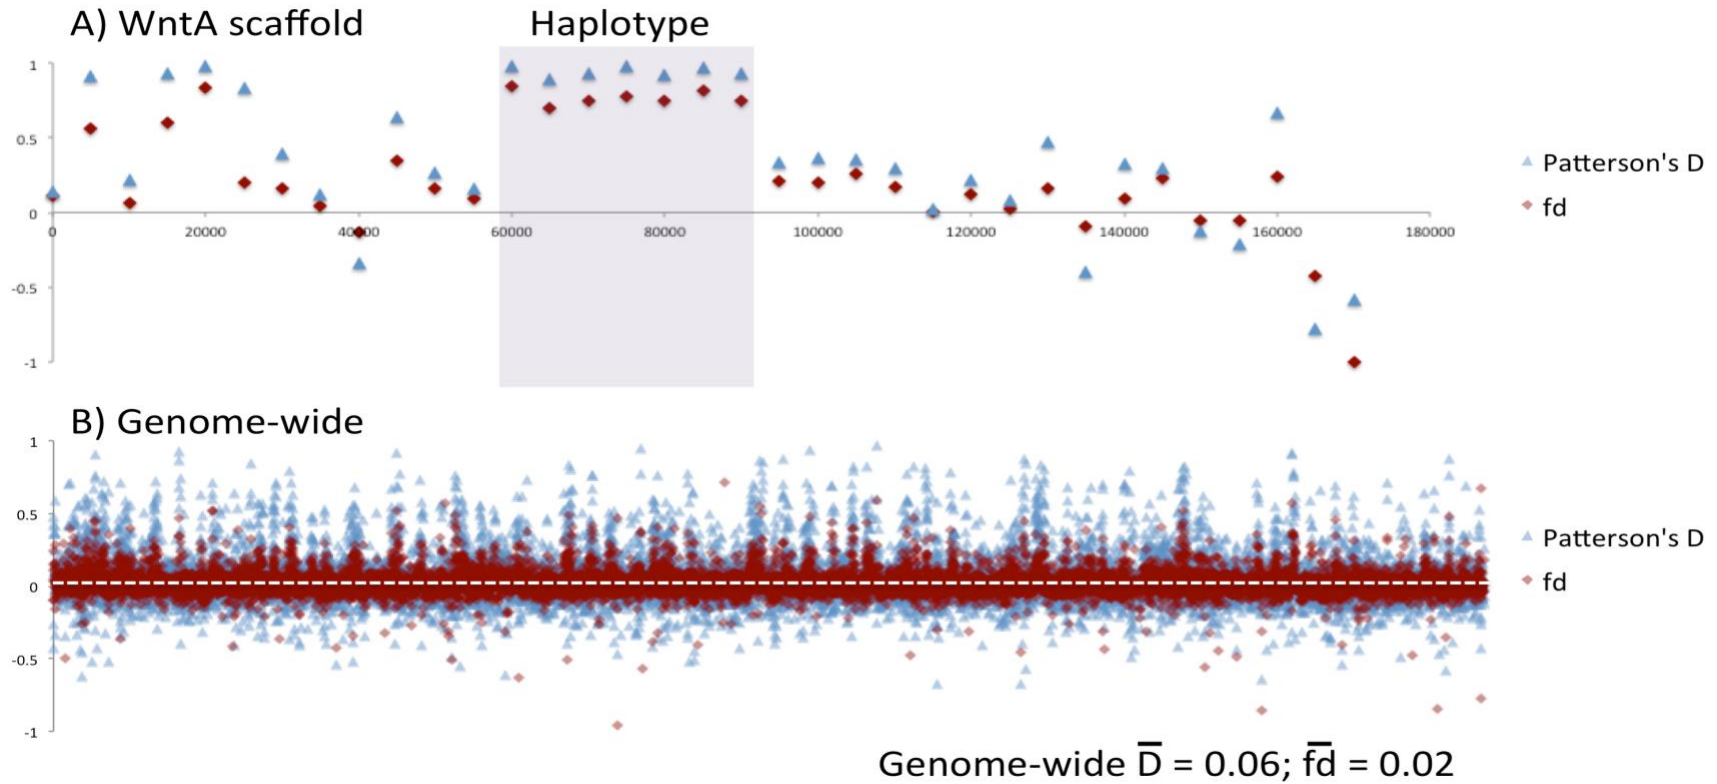 A) WntA scaffold
Haplotype
1
0.5
0
-0.5
-1
0 20000 40000 60000 80000 100000 120000 140000 160000 180000
Patterson's D
fd
B) Genome-wide
1
0.5
0
-0.5
-1
Patterson's D
fd
Genome-wide D̅ = 0.06; f̅d̅ = 0.02